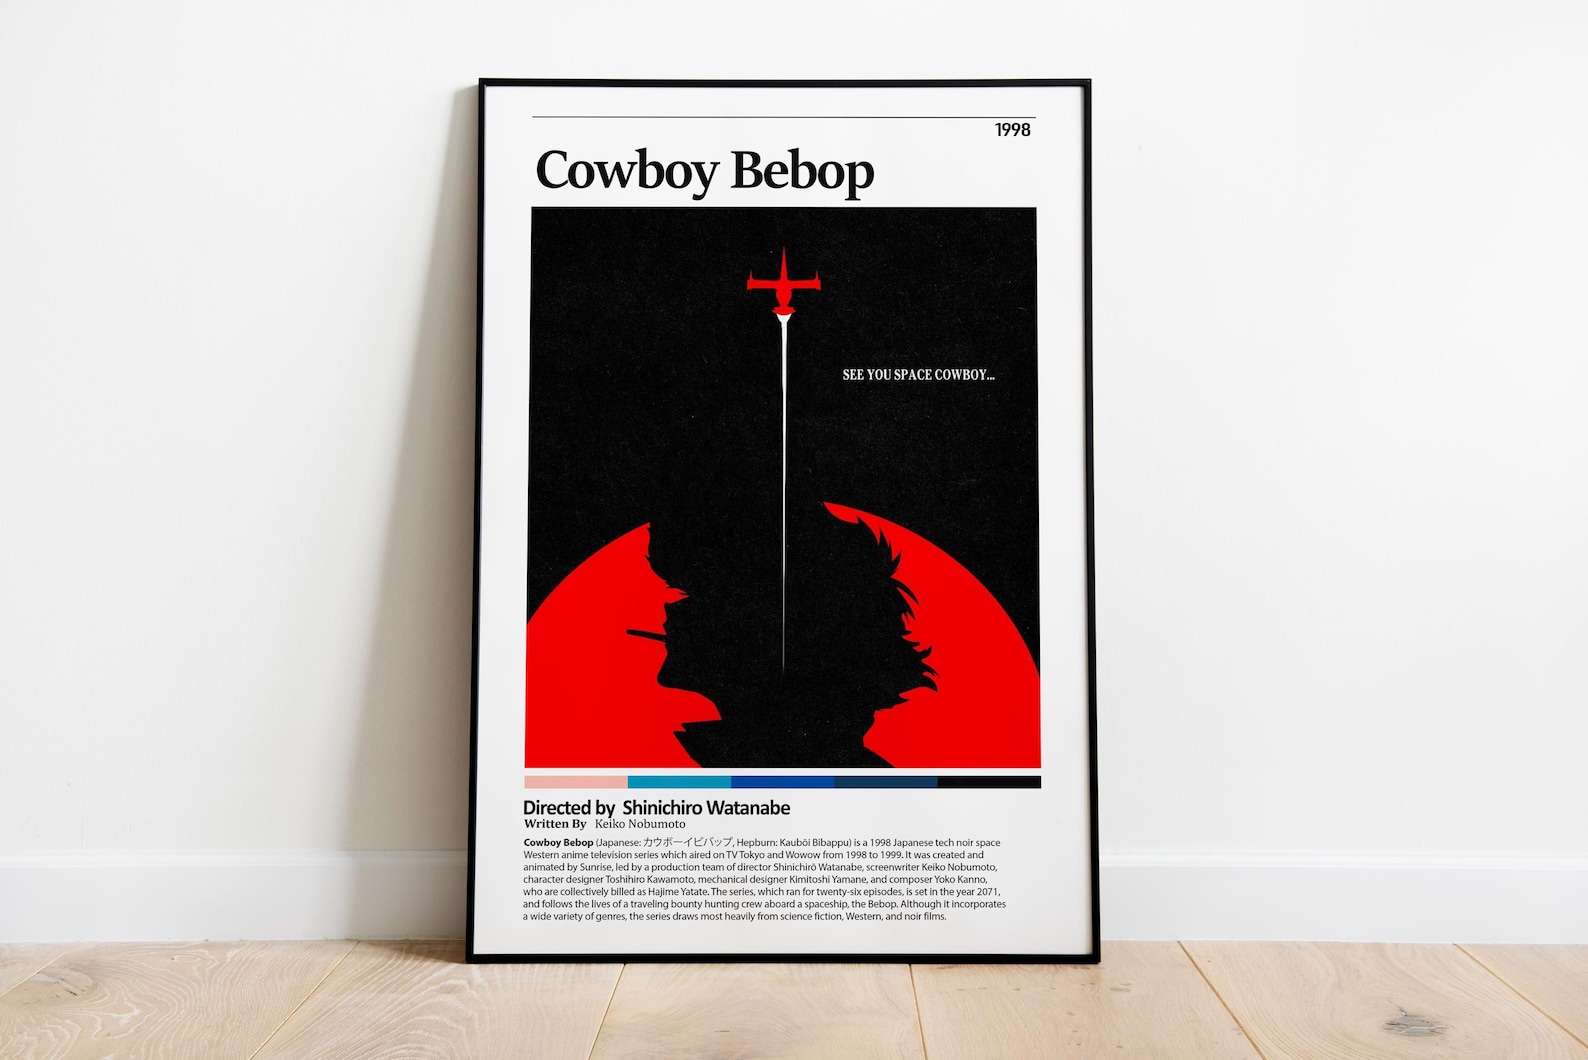 1998
Cowboy Bebop
SEE YOU SPACE COWBOY...
Directed by Shinichiro Watanabe
Written By Keiko Nobumoto
Cowboy Bebop (Japanese: カウボーイビバップ, Hepburn: Kaubōi Bibappu) is a 1998 Japanese tech noir space
Western anime television series which aired on TV Tokyo and Wowow from 1998 to 1999. It was created and
animated by Sunrise, led by a production team of director Shinichirō Watanabe, screenwriter Keiko Nobumoto,
character designer Toshihiro Kawamoto, mechanical designer Kimitoshi Yamane, and composer Yoko Kanno,
who are collectively billed as Hajime Yatate. The series, which ran for twenty-six episodes, is set in the year 2071,
and follows the lives of a traveling bounty hunting crew aboard a spaceship, the Bebop. Although it incorporates
a wide variety of genres, the series draws most heavily from science fiction, Western, and noir films.